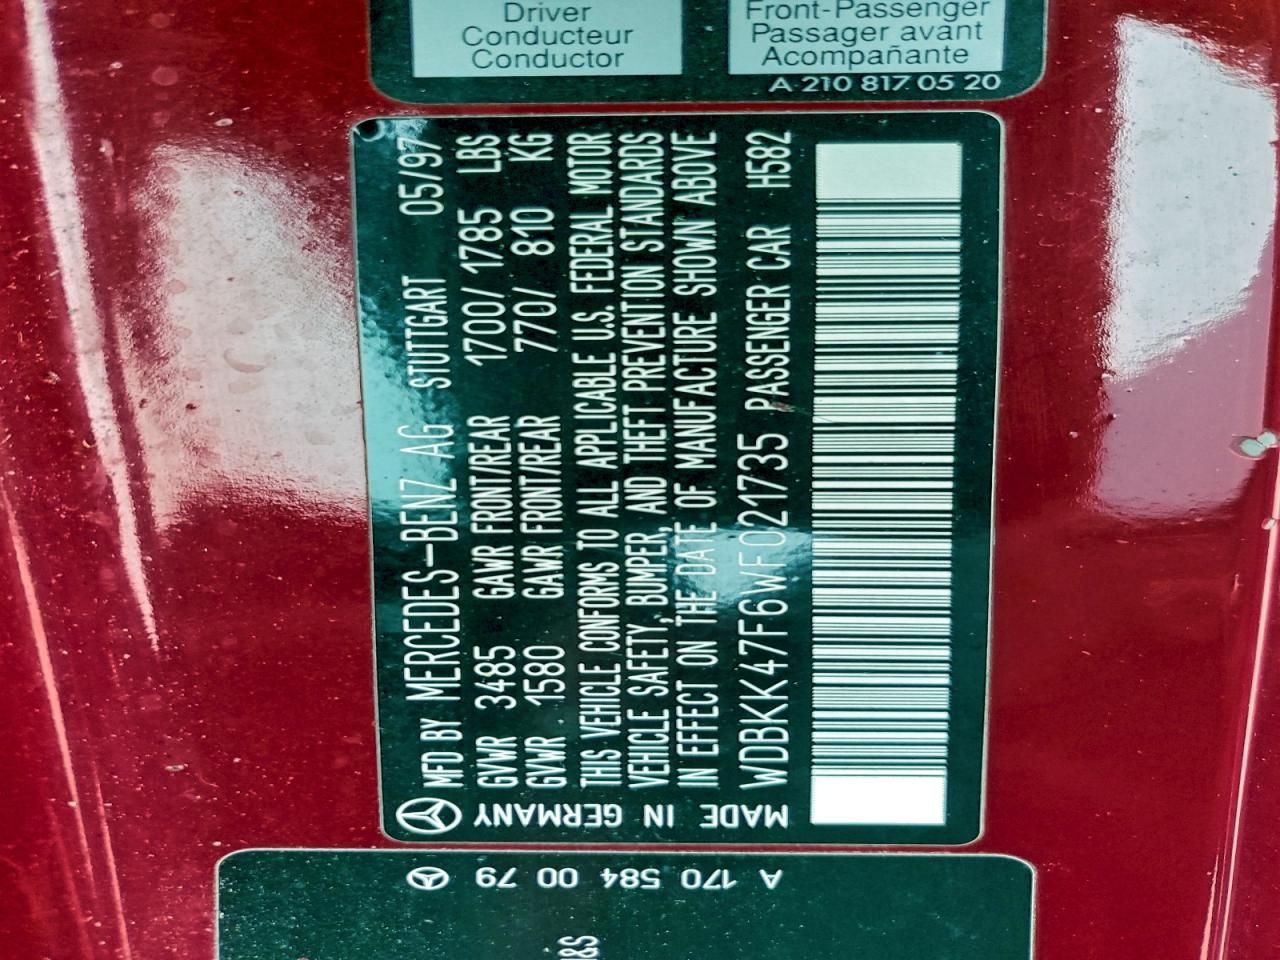 Driver
Conducteur
Conductor
Front-Passenger
Passager avant
Acompañante
A 210 817 05 20
MFD BY MERCEDES-BENZ AG STUTTGART 05/97
GVWR 3485 GAWR FRONT/REAR 1700/ 1785 LBS
GVWR 1580 GAWR FRONT/REAR 770/ 810 KG
THIS VEHICLE CONFORMS TO ALL APPLICABLE U.S. FEDERAL MOTOR
VEHICLE SAFETY, BUMPER, AND THEFT PREVENTION STANDARDS
IN EFFECT ON THE DATE OF MANUFACTURE SHOWN ABOVE
WDBKK47F6WF021735 PASSENGER CAR H582
MADE IN GERMANY
A 170 584 00 79